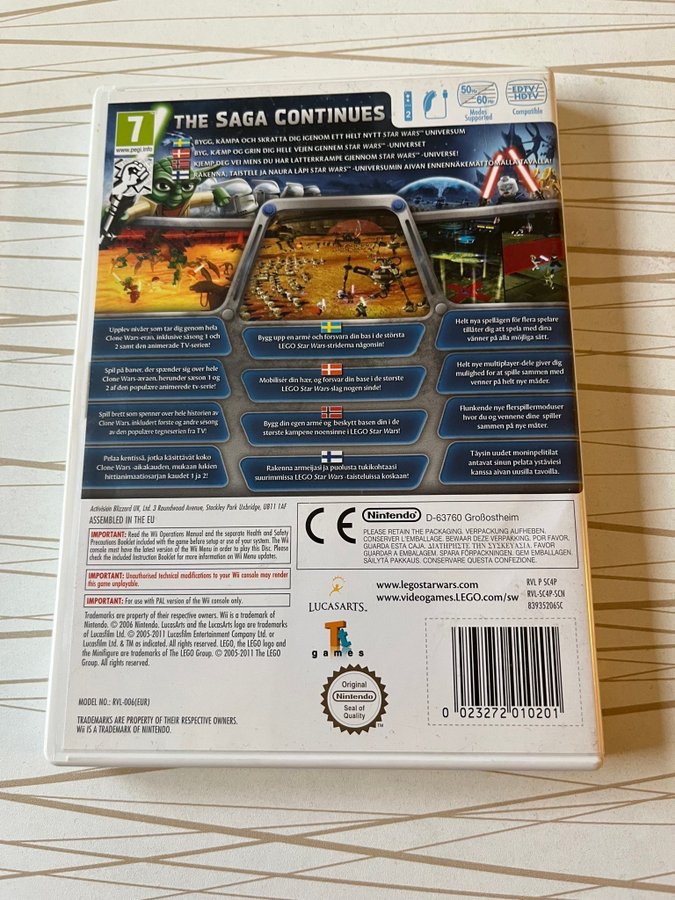 7
www.pegi.info
THE SAGA CONTINUES
2
50Hz
60Hz
Modes
Supported
EDTV/
HDTV
Compatible
BYGG, KÄMPA OCH SKRATTA DIG IGENOM ETT HELT NYTT STAR WARS™-UNIVERSUM
BYG, KÆMP OG GRIN DIG HELE VEJEN GENNEM STAR WARS™-UNIVERSET
KJEMP DEG VEI MENS DU HAR LATTERKRAMPE GJENNOM STAR WARS™-UNIVERSE!
RAKENNA, TAISTELE JA NAURA LÄPI STAR WARS™-UNIVERSUMIN AIVAN ENNENNÄKEMÄTTÖMÄLLÄ TAVALLA!
Upplev nivåer som tar dig genom hela
Clone Wars-eran, inklusive säsong 1 och
2 samt den animerade TV-serien!
Bygg upp en armé och försvara din bas i de största
LEGO Star Wars-striderna någonsin!
Helt nya spellägen för flera spelare
tillåter dig att spela med dina
vänner på alla möjliga sätt.
Spil på baner, der spænder sig over hele
Clone Wars-æraen, herunder sæson 1 og
2 af den populære animerede tv-serie!
Mobilisér din hær, og forsvar din base i de største
LEGO Star Wars-slag nogen sinde!
Helt nye multiplayer-dele giver dig
mulighed for at spille sammen med
venner på helt nye måder.
Spill brett som spenner over hele historien av
Clone Wars, inkludert første og andre sesong
av den populære tegneserien fra TV!
Bygg din egen armé og beskytt basen din i de
største kampene noensinne i LEGO Star Wars!
Flunkende nye flerspillermoduser
hvor du og vennene dine spiller
sammen på nye måter.
Pelaa kentissä, jotka käsittävät koko
Clone Wars -aikakauden, mukaan lukien
hittianimaatiosarjan kaudet 1 ja 2!
Rakenna armeijasi ja puolusta tukikohtaasi
suurimmissa LEGO Star Wars -taisteluissa koskaan!
Täysin uudet moninpelitilat
antavat sinun pelata ystäviesi
kanssa aivan uusilla tavoilla.
Activision Blizzard UK, Ltd. 3 Roundwood Avenue, Stockley Park Uxbridge, UB11 1AF
ASSEMBLED IN THE EU
IMPORTANT: Read the Wii Operations Manual and the separate Health and Safety
Precautions Booklet included with the game before setup or use of your system. The Wii
console must have the latest version of the Wii Menu in order to play this Disc. Please
check the included Instruction Booklet for more information on Wii Menu updates.
IMPORTANT: Unauthorised technical modifications to your Wii console may render
this game unplayable.
IMPORTANT: For use with PAL version of the Wii console only.
Trademarks are property of their respective owners. Wii is a trademark of
Nintendo. © 2006 Nintendo. LucasArts and the LucasArts logo are trademarks
of Lucasfilm Ltd. © 2005-2011 Lucasfilm Entertainment Company Ltd. or
Lucasfilm Ltd. & TM as indicated. All rights reserved. LEGO, the LEGO logo and
the Minifigure are trademarks of The LEGO Group. © 2005-2011 The LEGO
Group. All rights reserved.
MODEL NO.: RVL-006(EUR)
TRADEMARKS ARE PROPERTY OF THEIR RESPECTIVE OWNERS.
Wii IS A TRADEMARK OF NINTENDO.
CE
Nintendo D-63760 Großostheim
PLEASE RETAIN THE PACKAGING. VERPACKUNG AUFHEBEN.
CONSERVER L'EMBALLAGE. BEWAAR DEZE VERPAKKING. POR FAVOR,
GUARDA ESTA CAJA. ΔΙΑΤΗΡΗΣΤΕ ΤΗΝ ΣΥΣΚΕΥΑΣΙΑ. FAVOR
GUARDAR A EMBALAGEM. SPARA FÖRPACKNINGEN. GEM EMBALLAGEN.
SÄILYTÄ PAKKAUS. CONSERVARE QUESTA CONFEZIONE.
LUCASARTS™
www.legostarwars.com
www.videogames.LEGO.com/sw
RVL P SC4P
RVL-SC4P-SCN
83935206SC
Tt
games
Original
Nintendo
Seal of
Quality
TM
0 023272 010201